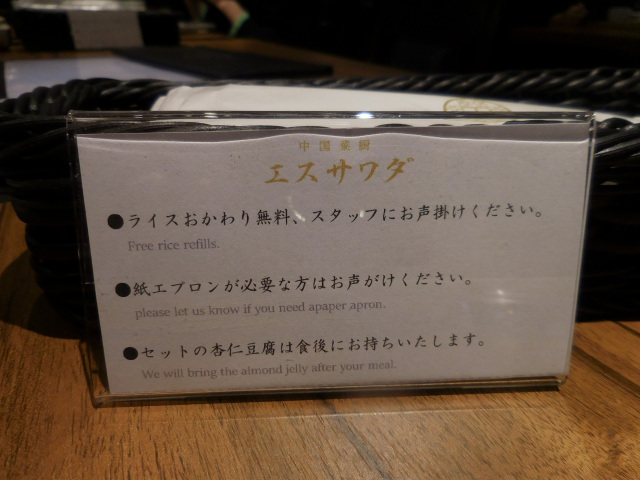 中国菜厨
エスサワダ
●ライスおかわり無料、スタッフにお声掛けください。
Free rice refills.
●紙エプロンが必要な方はお声がけください。
please let us know if you need apaper apron.
●セットの杏仁豆腐は食後にお持ちいたします。
We will bring the almond jelly after your meal.